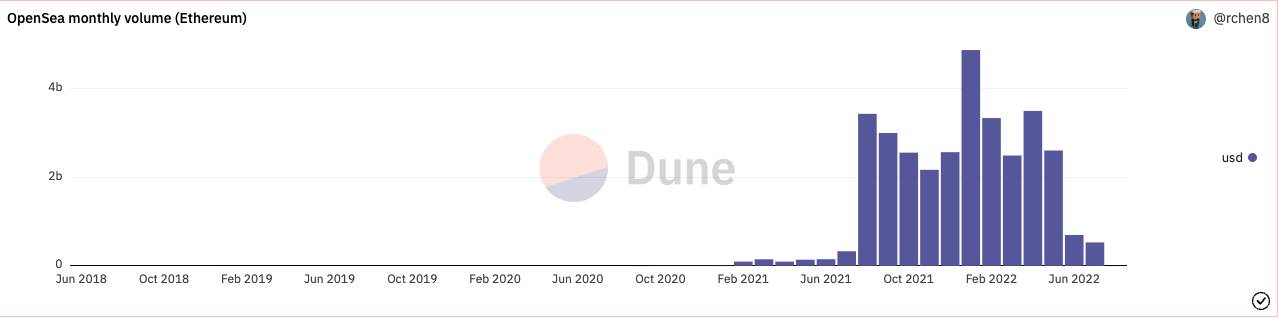 OpenSea monthly volume (Ethereum)
@rchen8
4b
2b
0
Dune
usd
Jun 2018 Oct 2018 Feb 2019 Jun 2019 Oct 2019 Feb 2020 Jun 2020 Oct 2020 Feb 2021 Jun 2021 Oct 2021 Feb 2022 Jun 2022